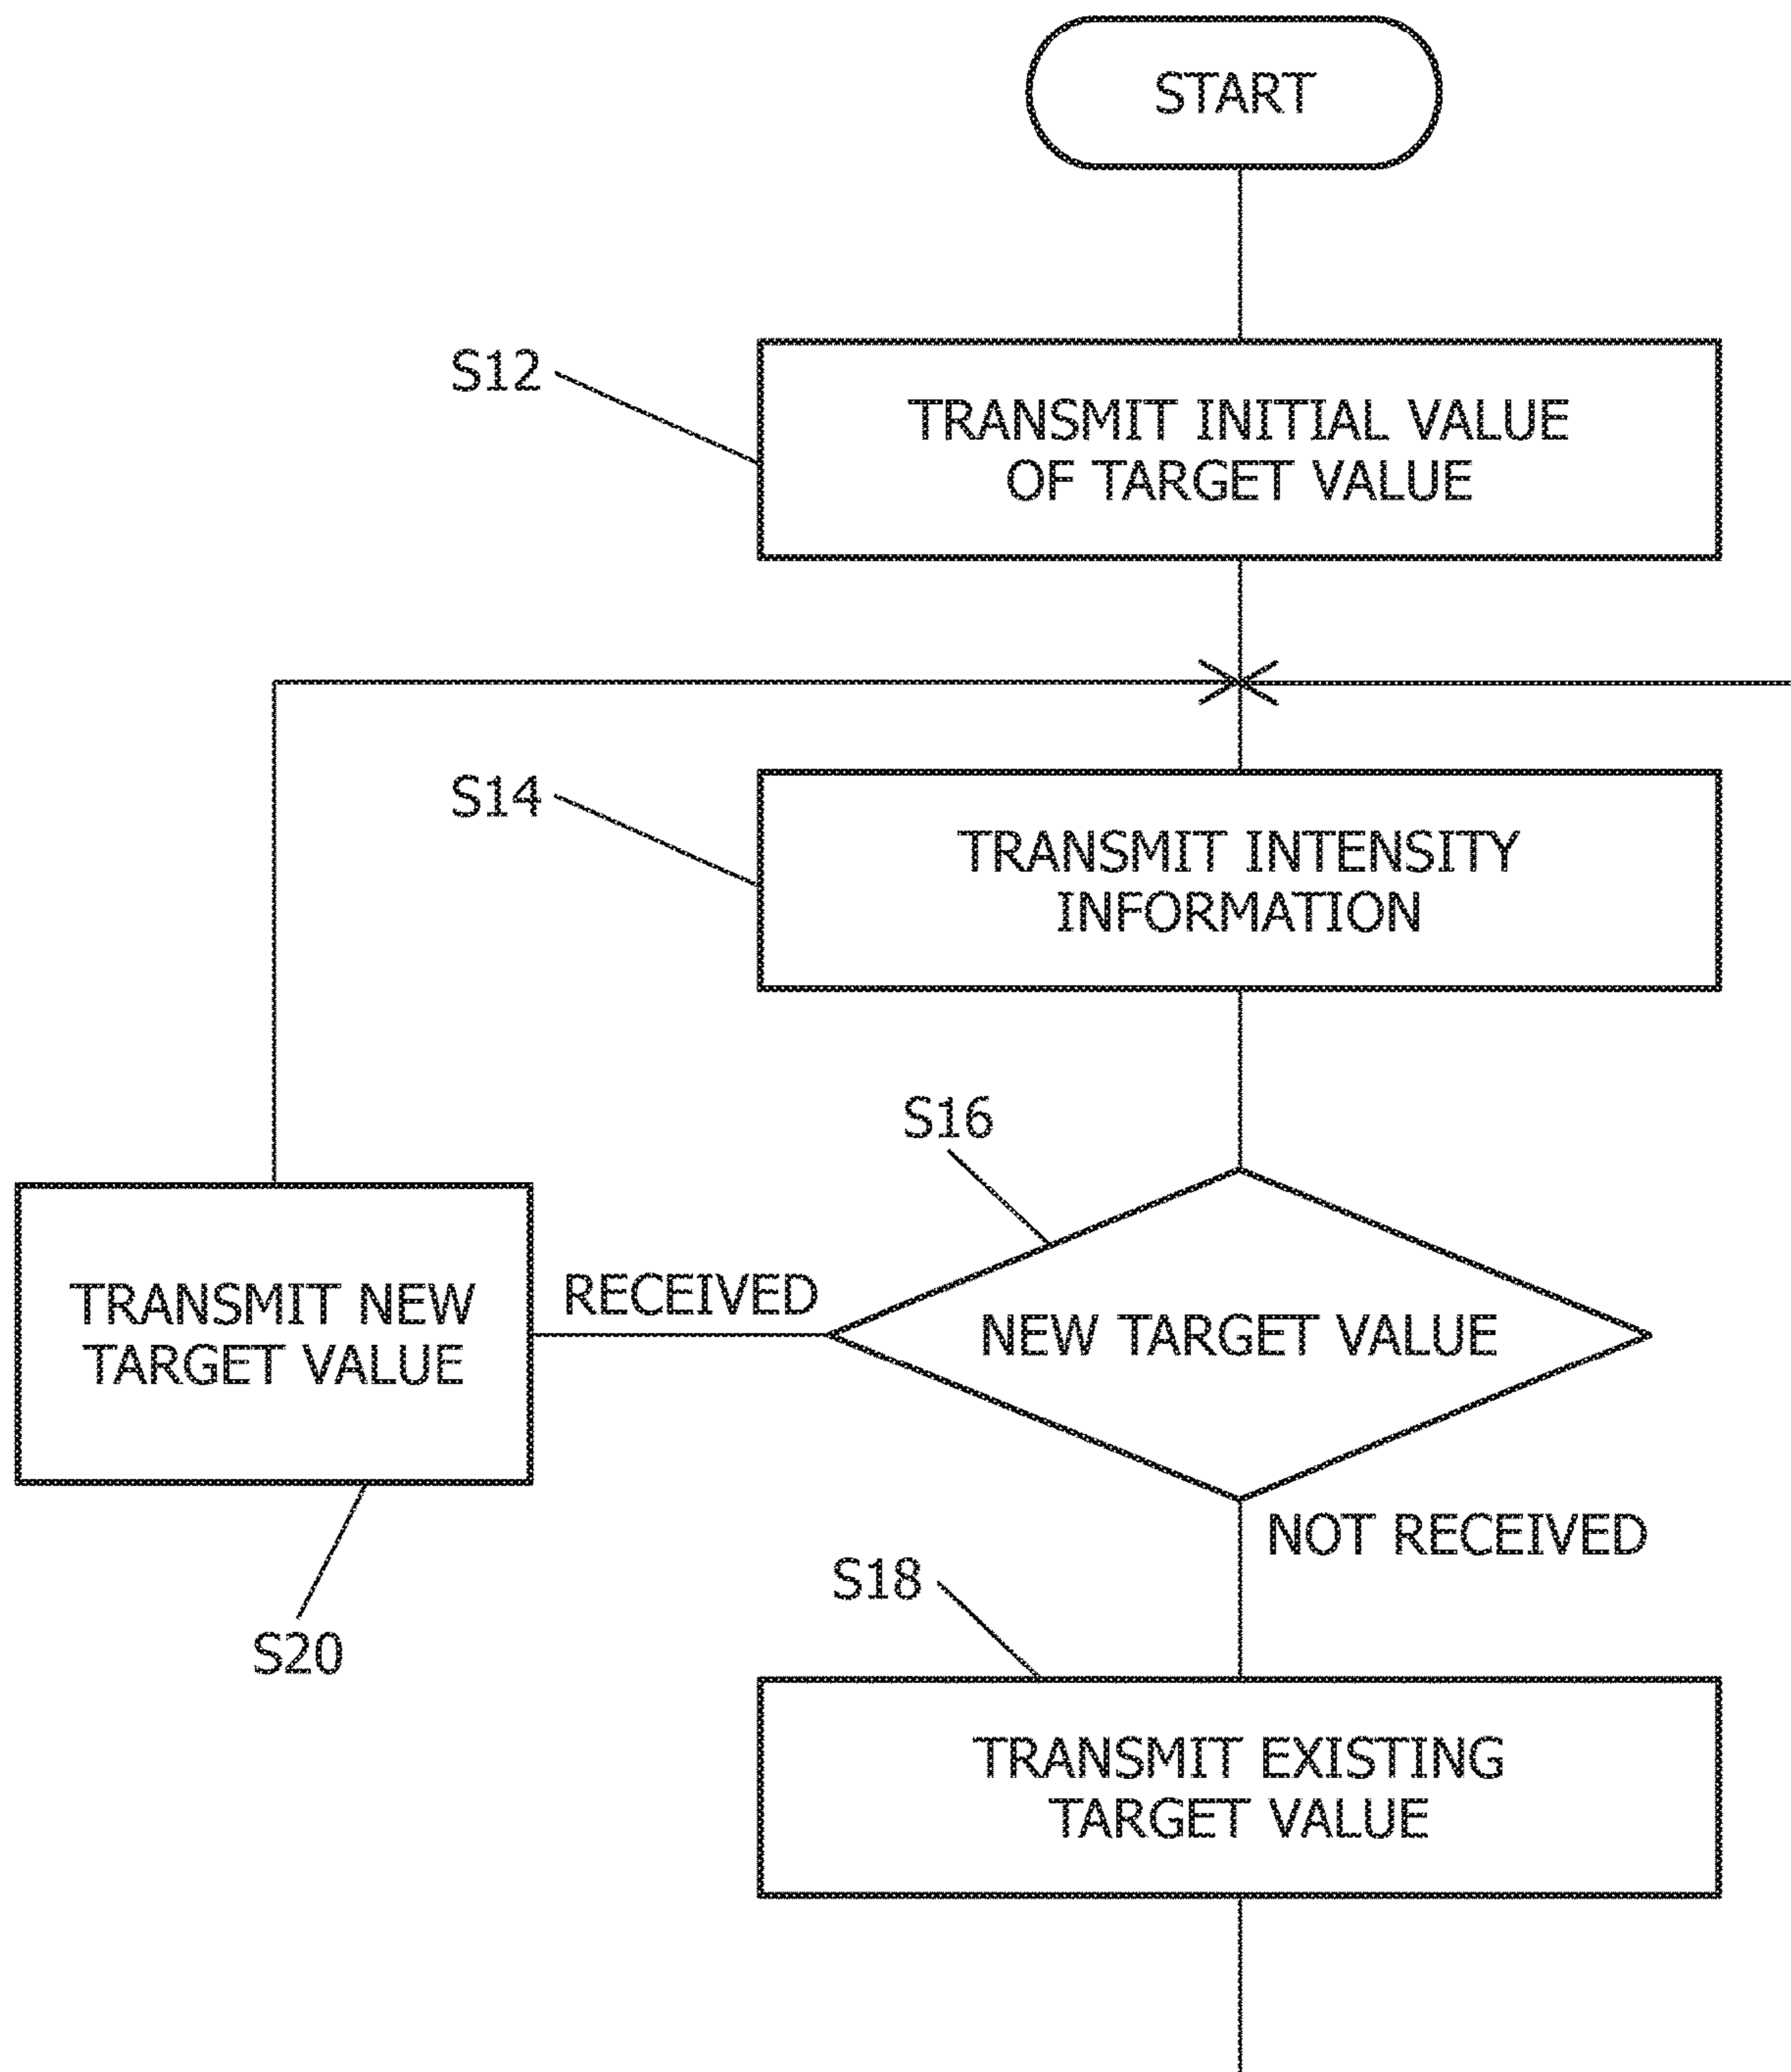 START
S12
TRANSMIT INITIAL VALUE
OF TARGET VALUE
S14
TRANSMIT INTENSITY
INFORMATION
S16
NEW TARGET VALUE
RECEIVED
TRANSMIT NEW
TARGET VALUE
S20
NOT RECEIVED
S18
TRANSMIT EXISTING
TARGET VALUE